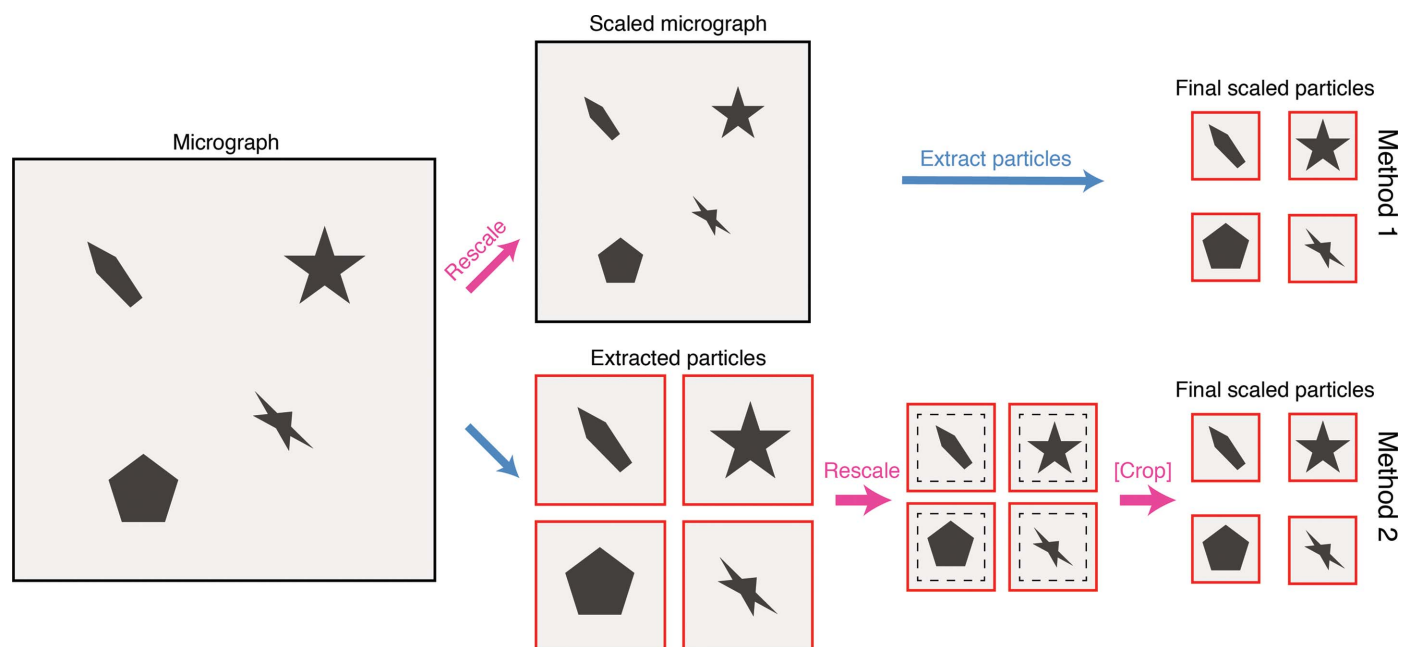 Micrograph
Rescale
Scaled micrograph
Extract particles
Final scaled particles
Method 1
Extracted particles
Rescale
[Crop]
Final scaled particles
Method 2